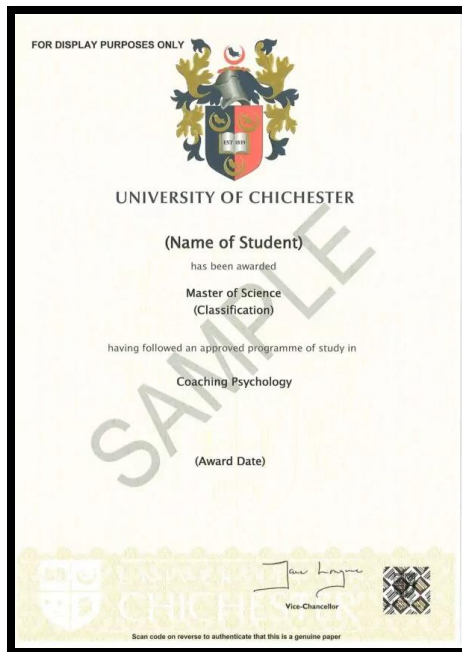 FOR DISPLAY PURPOSES ONLY
EST 1839
UNIVERSITY OF CHICHESTER
(Name of Student)
has been awarded
Master of Science
(Classification)
having followed an approved programme of study in
Coaching Psychology
SAMPLE
(Award Date)
Jane Longmore
Vice-Chancellor
CHICHESTER
Scan code on reverse to authenticate that this is a genuine paper